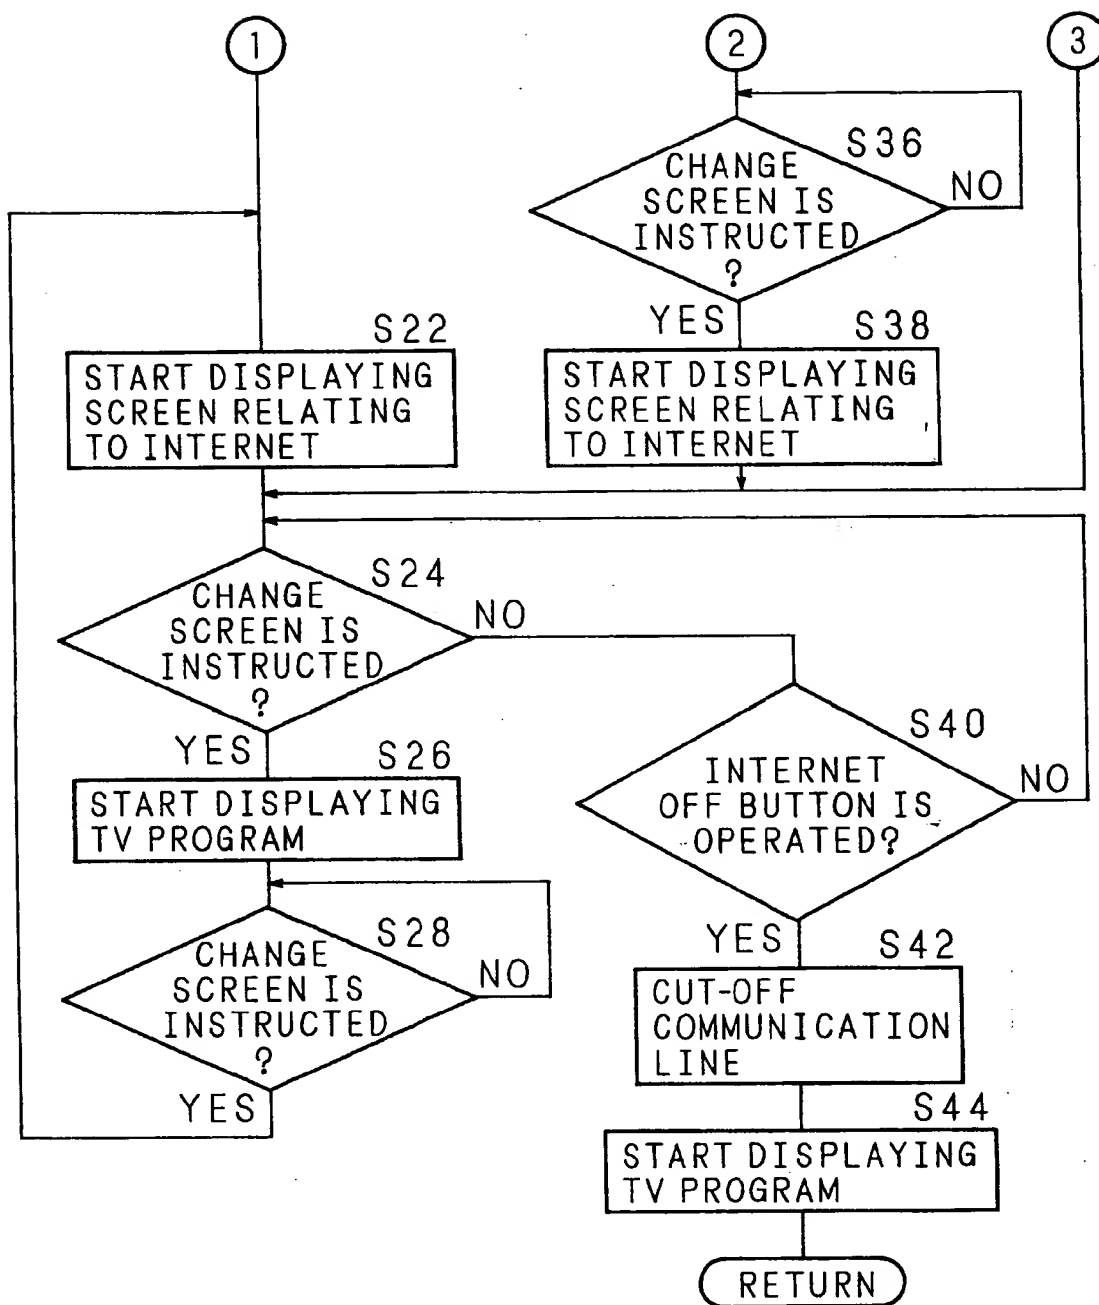 1
2
3
S36
CHANGE
SCREEN IS
INSTRUCTED
?
NO
YES
S38
START DISPLAYING
SCREEN RELATING
TO INTERNET
S22
START DISPLAYING
SCREEN RELATING
TO INTERNET
S24
CHANGE
SCREEN IS
INSTRUCTED
?
NO
YES
S26
START DISPLAYING
TV PROGRAM
S28
CHANGE
SCREEN IS
INSTRUCTED
?
NO
YES
S40
INTERNET
OFF BUTTON IS
OPERATED?
NO
YES
S42
CUT-OFF
COMMUNICATION
LINE
S44
START DISPLAYING
TV PROGRAM
RETURN